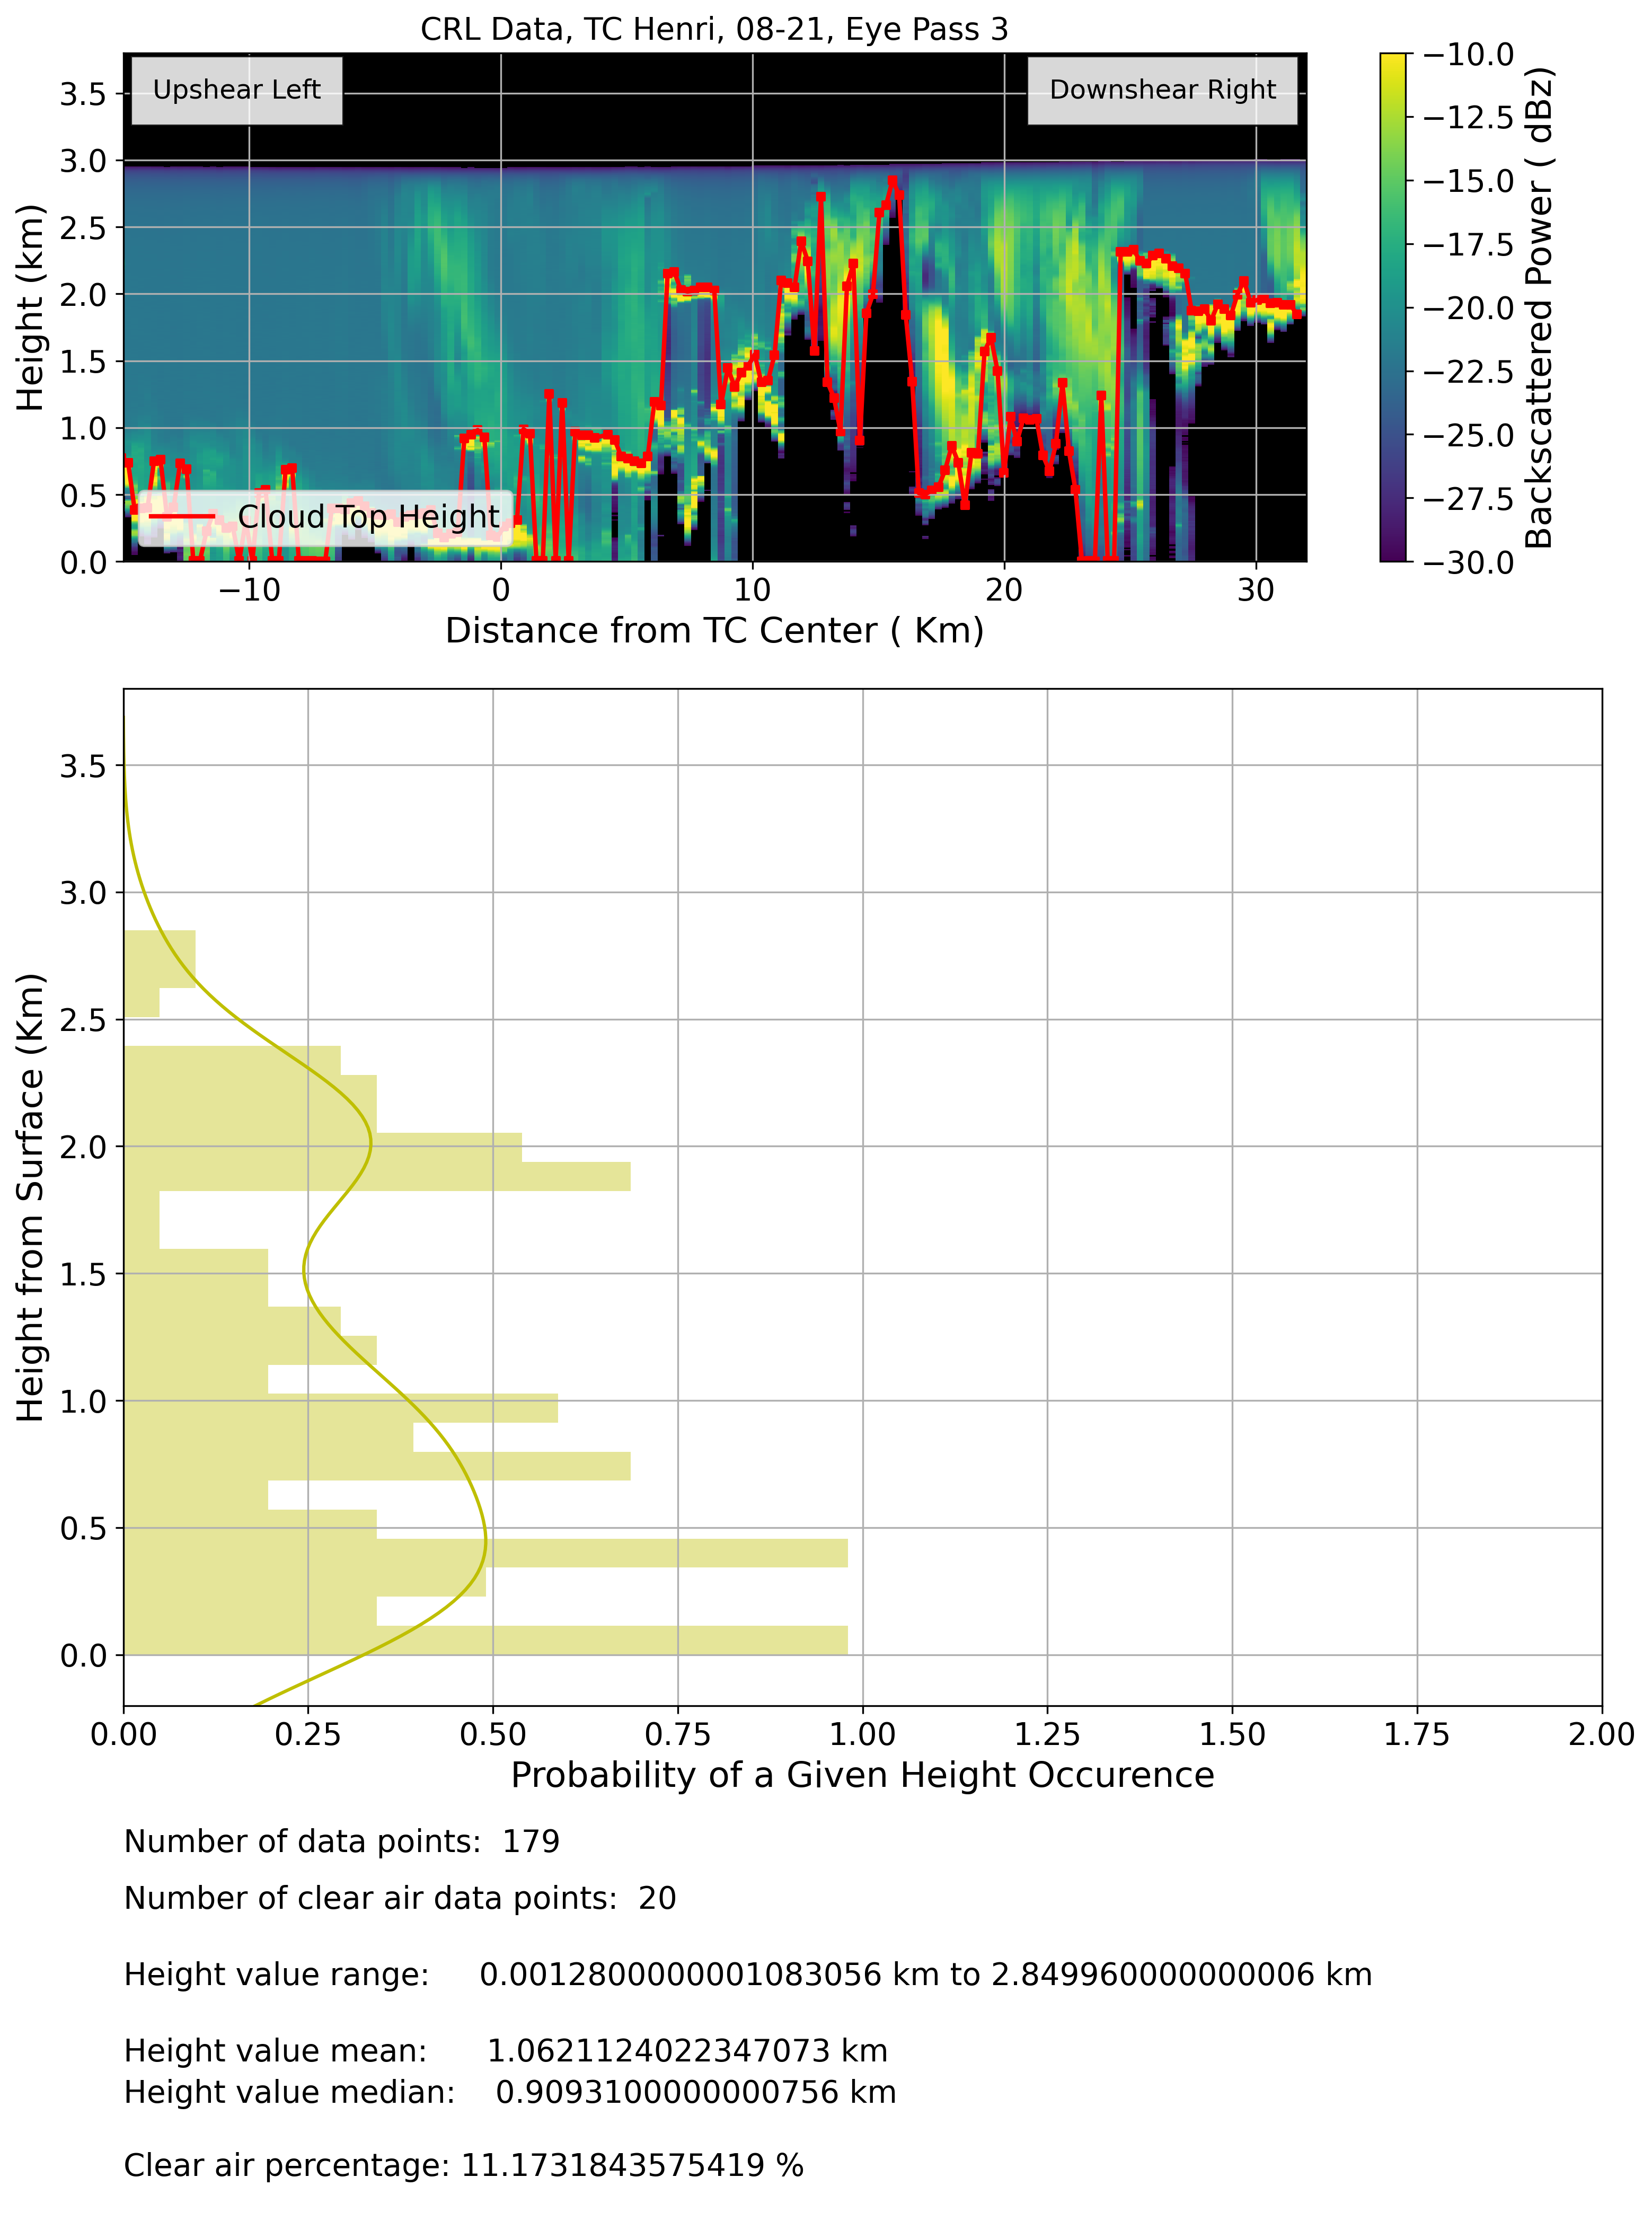 CRL Data, TC Henri, 08-21, Eye Pass 3
Upshear Left
Downshear Right
3.5
3.0
2.5
2.0
1.5
1.0
0.5
0.0
Height (km)
Cloud Top Height
−10
0
10
20
30
Distance from TC Center ( Km)
−10.0
−12.5
−15.0
−17.5
−20.0
−22.5
−25.0
−27.5
−30.0
Backscattered Power ( dBz)
3.5
3.0
2.5
2.0
1.5
1.0
0.5
0.0
Height from Surface (Km)
0.00
0.25
0.50
0.75
1.00
1.25
1.50
1.75
2.00
Probability of a Given Height Occurence
Number of data points: 179
Number of clear air data points: 20
Height value range: 0.0012800000001083056 km to 2.849960000000006 km
Height value mean: 1.0621124022347073 km
Height value median: 0.9093100000000756 km
Clear air percentage: 11.1731843575419 %